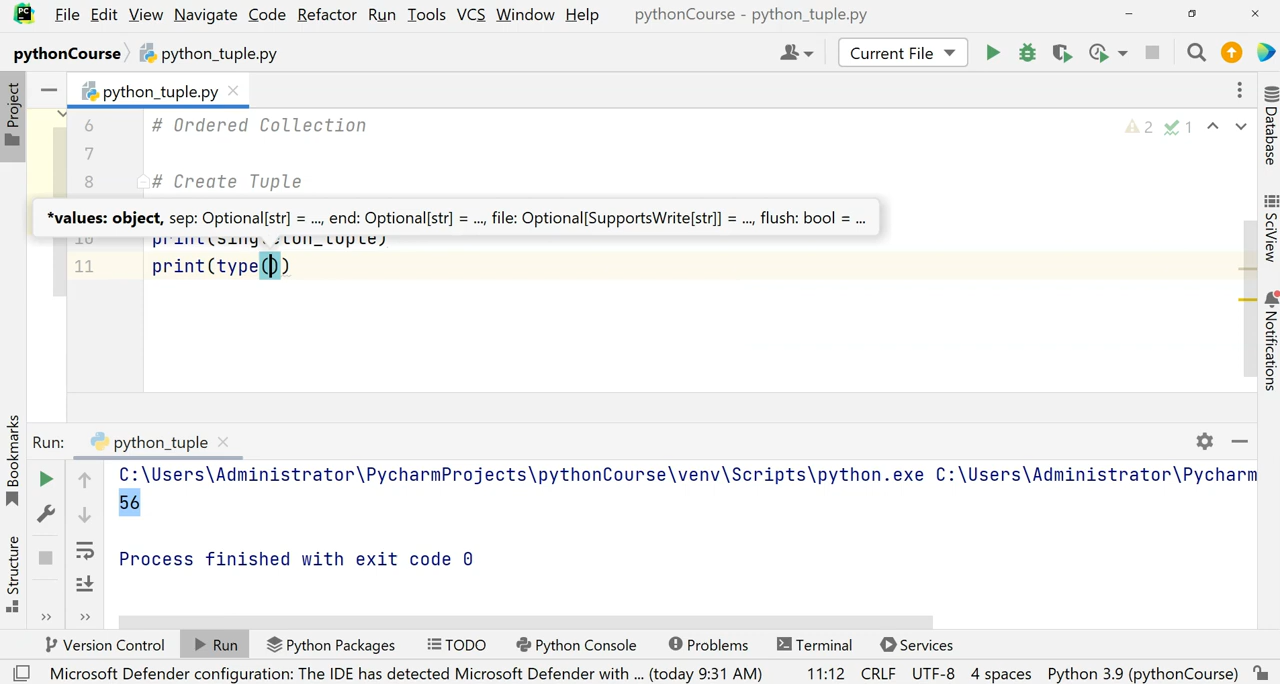 File Edit View Navigate Code Refactor Run Tools VCS Window Help pythonCourse - python_tuple.py
pythonCourse python_tuple.py Current File
Project
python_tuple.py
6 # Ordered Collection
2 1
7
8 # Create Tuple
*values: object, sep: Optional[str] = ..., end: Optional[str] = ..., file: Optional[SupportsWrite[str]] = ..., flush: bool = ...
10 print(singleton_tuple)
11 print(type())
Database
SciView
Notifications
Bookmarks
Structure
Run: python_tuple
C:\Users\Administrator\PycharmProjects\pythonCourse\venv\Scripts\python.exe C:\Users\Administrator\Pycharm
56
Process finished with exit code 0
Version Control Run Python Packages TODO Python Console Problems Terminal Services
Microsoft Defender configuration: The IDE has detected Microsoft Defender with ... (today 9:31 AM) 11:12 CRLF UTF-8 4 spaces Python 3.9 (pythonCourse)